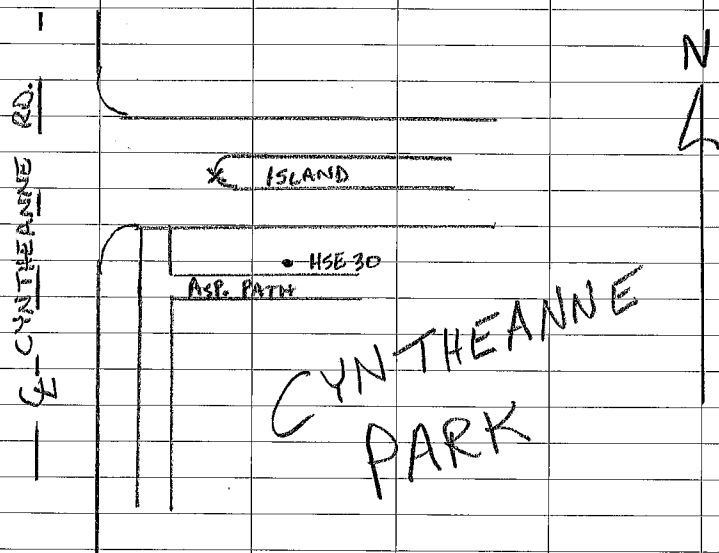 N
℄ CYNTHEANNE RD.
X
ISLAND
HSE 30
ASP. PATH
CYNTHEANNE
PARK